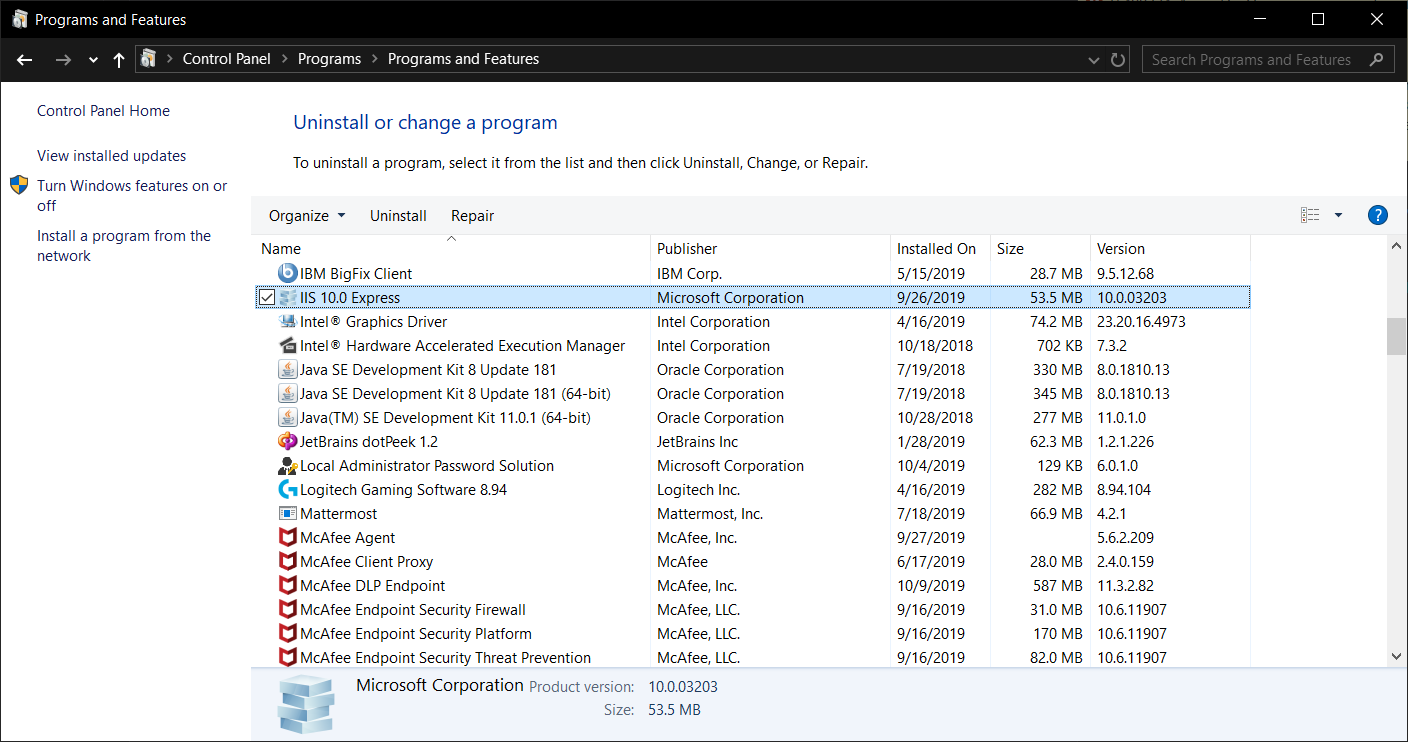 Programs and Features
Control Panel > Programs > Programs and Features
Search Programs and Features
Control Panel Home
View installed updates
Turn Windows features on or
off
Install a program from the
network
Uninstall or change a program
To uninstall a program, select it from the list and then click Uninstall, Change, or Repair.
Organize Uninstall Repair ?
Name Publisher Installed On Size Version
IBM BigFix Client IBM Corp. 5/15/2019 28.7 MB 9.5.12.68
IIS 10.0 Express Microsoft Corporation 9/26/2019 53.5 MB 10.0.03203
Intel® Graphics Driver Intel Corporation 4/16/2019 74.2 MB 23.20.16.4973
Intel® Hardware Accelerated Execution Manager Intel Corporation 10/18/2018 702 KB 7.3.2
Java SE Development Kit 8 Update 181 Oracle Corporation 7/19/2018 330 MB 8.0.1810.13
Java SE Development Kit 8 Update 181 (64-bit) Oracle Corporation 7/19/2018 345 MB 8.0.1810.13
Java(TM) SE Development Kit 11.0.1 (64-bit) Oracle Corporation 10/28/2018 277 MB 11.0.1.0
JetBrains dotPeek 1.2 JetBrains Inc 1/28/2019 62.3 MB 1.2.1.226
Local Administrator Password Solution Microsoft Corporation 10/4/2019 129 KB 6.0.1.0
Logitech Gaming Software 8.94 Logitech Inc. 4/16/2019 282 MB 8.94.104
Mattermost Mattermost, Inc. 7/18/2019 66.9 MB 4.2.1
McAfee Agent McAfee, Inc. 9/27/2019 5.6.2.209
McAfee Client Proxy McAfee 6/17/2019 28.0 MB 2.4.0.159
McAfee DLP Endpoint McAfee, Inc. 10/9/2019 587 MB 11.3.2.82
McAfee Endpoint Security Firewall McAfee, LLC. 9/16/2019 31.0 MB 10.6.11907
McAfee Endpoint Security Platform McAfee, LLC. 9/16/2019 170 MB 10.6.11907
McAfee Endpoint Security Threat Prevention McAfee, LLC. 9/16/2019 82.0 MB 10.6.11907
Microsoft Corporation Product version: 10.0.03203
Size: 53.5 MB